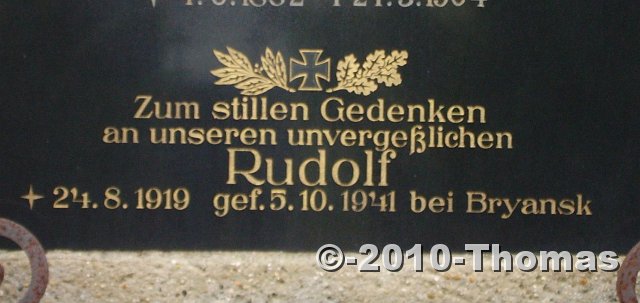 Zum stillen Gedenken
an unseren unvergeßlichen
Rudolf
✦ 24.8.1919 gef. 5.10.1941 bei Bryansk
©-2010-Thomas